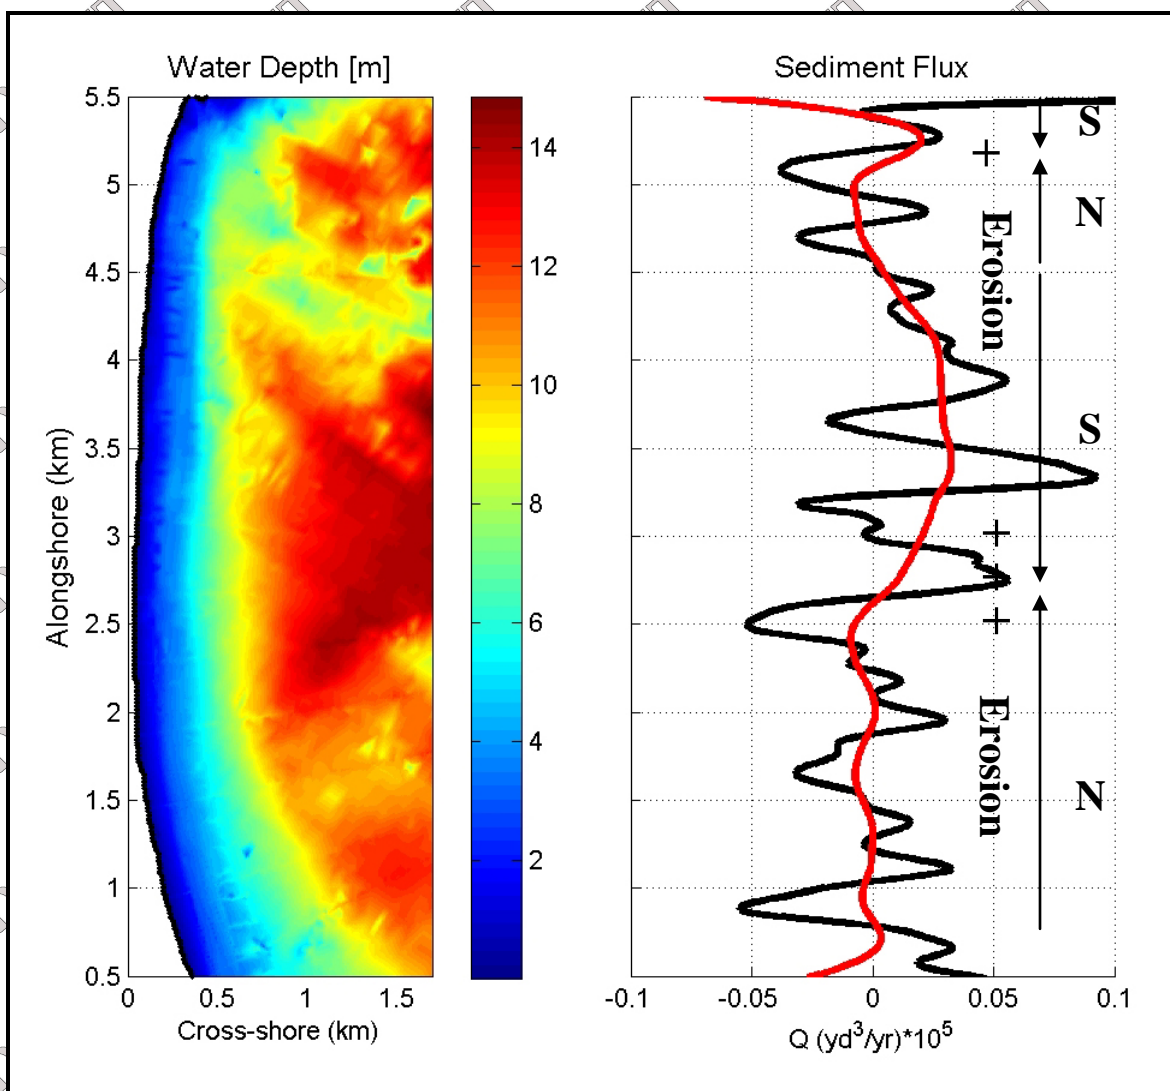 Water Depth [m]
5.5
5
4.5
4
3.5
3
2.5
2
1.5
1
0.5
Alongshore (km)
0
0.5
1
1.5
Cross-shore (km)
14
12
10
8
6
4
2
Sediment Flux
S
+
N
Erosion
S
+
+
+
Erosion
N
-0.1
-0.05
0
0.05
0.1
Q (yd³/yr)*10⁵